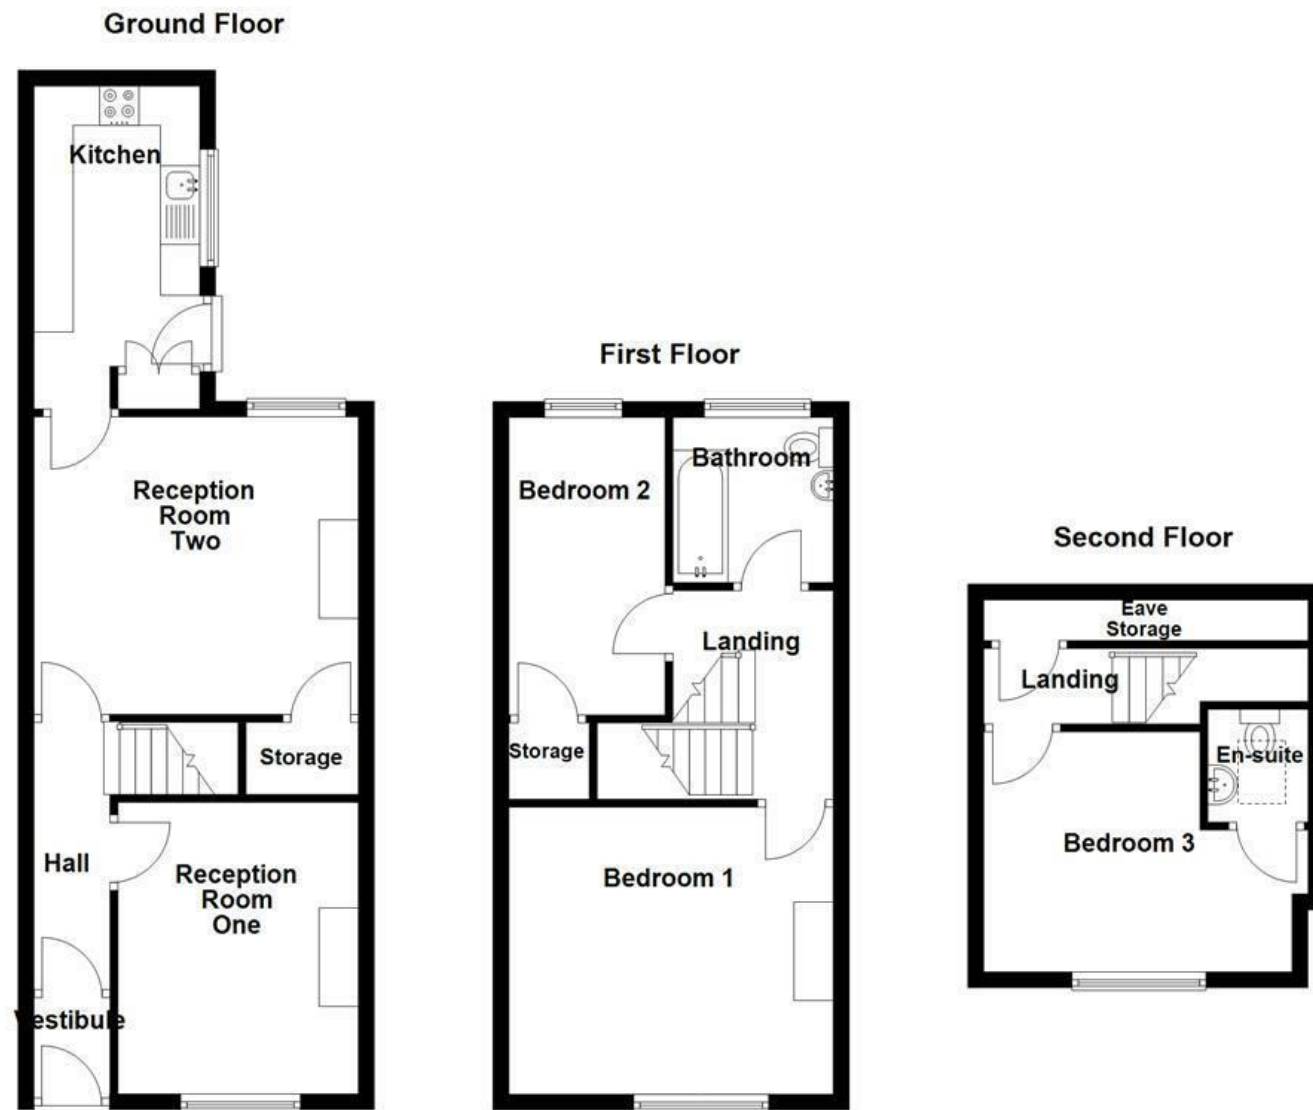 Ground Floor
Kitchen
Reception
Room
Two
Storage
Hall
Reception
Room
One
Vestibule
First Floor
Bedroom 2
Bathroom
Landing
Storage
Bedroom 1
Second Floor
Eave
Storage
Landing
En-suite
Bedroom 3